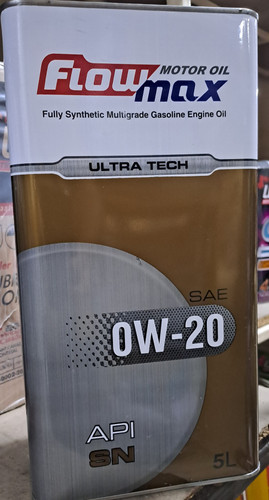 Flow MOTOR OIL
max
Fully Synthetic Multigrade Gasoline Engine Oil
ULTRA TECH
SAE
0W-20
API
SN
5L